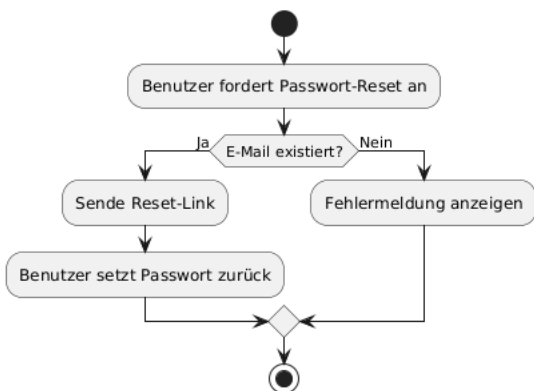 Benutzer fordert Passwort-Reset an
Ja
E-Mail existiert?
Nein
Sende Reset-Link
Fehlermeldung anzeigen
Benutzer setzt Passwort zurück